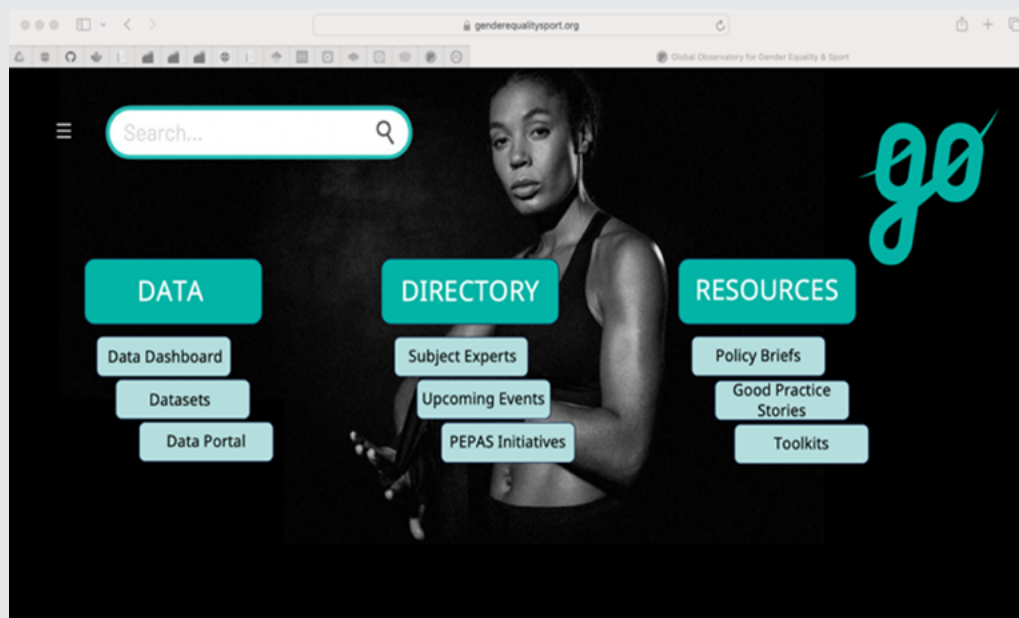 genderequalitysport.org
Global Observatory for Gender Equality & Sport
Search...
go
DATA
DIRECTORY
RESOURCES
Data Dashboard
Subject Experts
Policy Briefs
Datasets
Upcoming Events
Good Practice
Stories
Data Portal
PEPAS Initiatives
Toolkits